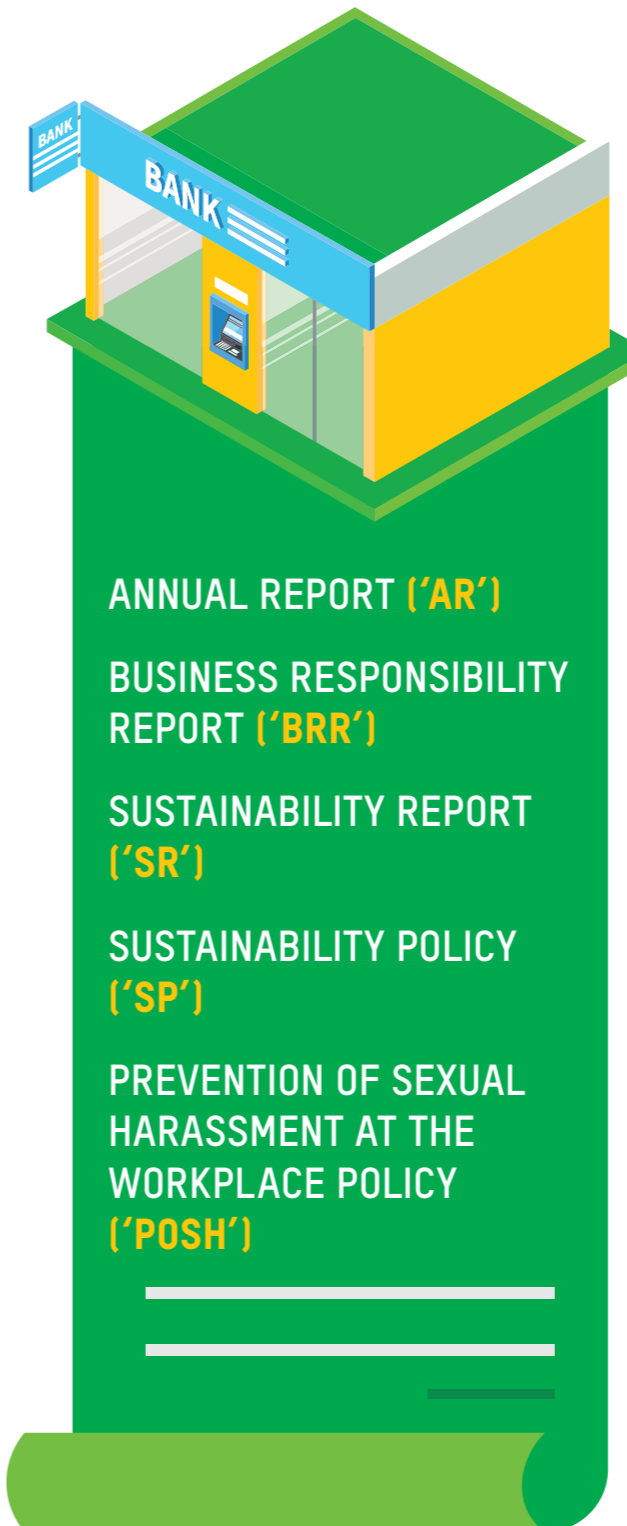 BANK
BANK
ANNUAL REPORT (‘AR’)
BUSINESS RESPONSIBILITY
REPORT (‘BRR’)
SUSTAINABILITY REPORT
(‘SR’)
SUSTAINABILITY POLICY
(‘SP’)
PREVENTION OF SEXUAL
HARASSMENT AT THE
WORKPLACE POLICY
(‘POSH’)